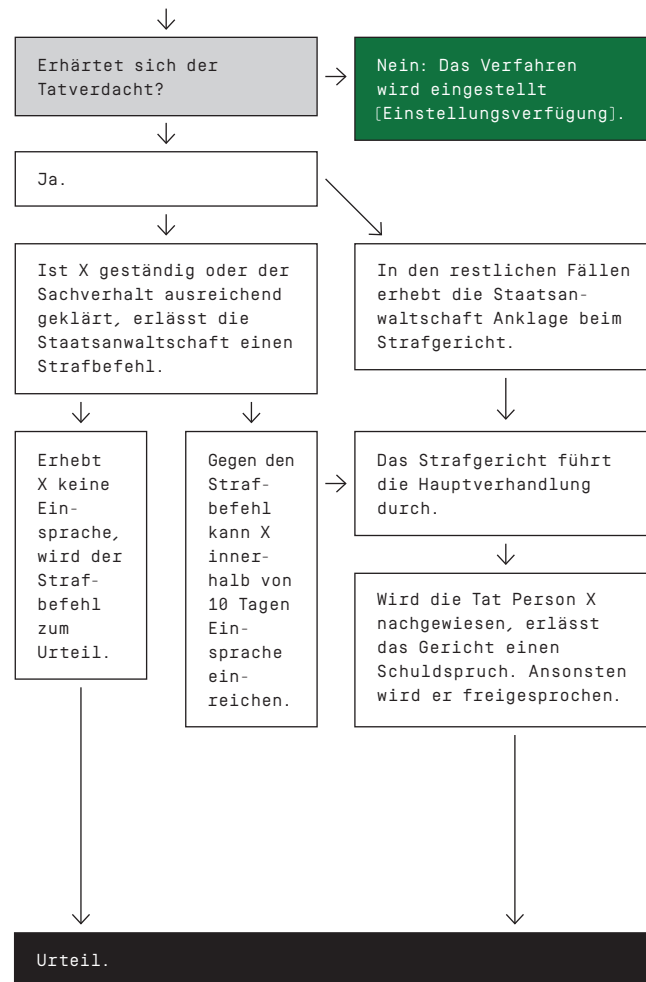 Erhärtet sich der
Tatverdacht?
Nein: Das Verfahren
wird eingestellt
[Einstellungsverfügung].
Ja.
Ist X geständig oder der
Sachverhalt ausreichend
geklärt, erlässt die
Staatsanwaltschaft einen
Strafbefehl.
In den restlichen Fällen
erhebt die Staatsan-
waltschaft Anklage beim
Strafgericht.
Erhebt
X keine
Ein-
sprache,
wird der
Straf-
befehl
zum
Urteil.
Gegen den
Straf-
befehl
kann X
inner-
halb von
10 Tagen
Ein-
sprache
ein-
reichen.
Das Strafgericht führt
die Hauptverhandlung
durch.
Wird die Tat Person X
nachgewiesen, erlässt
das Gericht einen
Schuldspruch. Ansonsten
wird er freigesprochen.
Urteil.